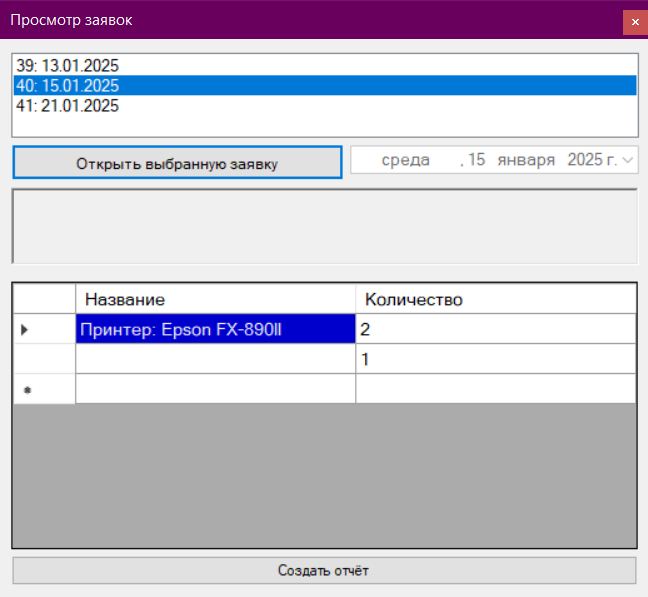 Просмотр заявок
39: 13.01.2025
40: 15.01.2025
41: 21.01.2025
Открыть выбранную заявку
среда , 15 января 2025 г.
Название Количество
Принтер: Epson FX-890II 2
1
Создать отчёт